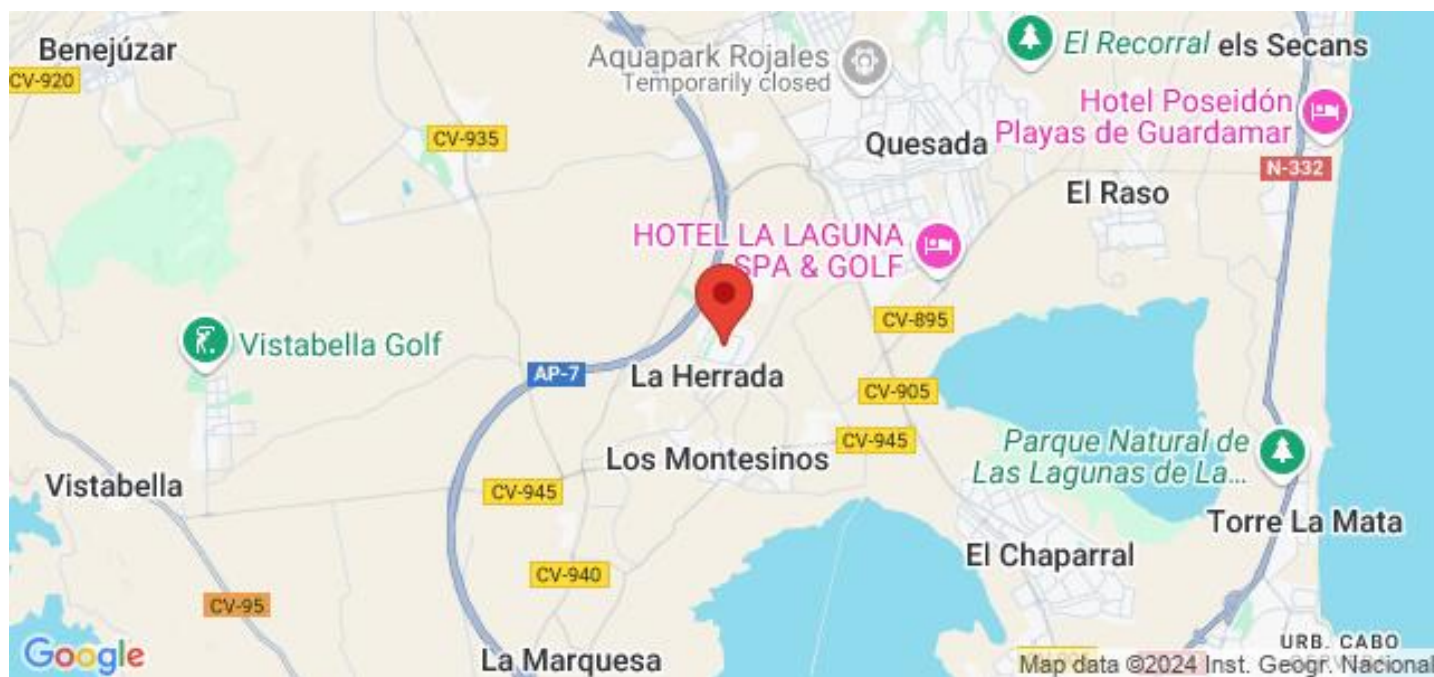 Benejúzar
CV-920
Aquapark Rojales
Temporarily closed
El Recorral
els Secans
Hotel Poseidón
Playas de Guardamar
CV-935
Quesada
N-332
El Raso
HOTEL LA LAGUNA
SPA & GOLF
CV-895
Vistabella Golf
AP-7
La Herrada
CV-905
CV-945
Parque Natural de
Las Lagunas de La...
Los Montesinos
Vistabella
CV-945
Torre La Mata
El Chaparral
CV-940
CV-95
URB. CABO
Google
La Marquesa
Map data ©2024 Inst. Geogr. Nacional